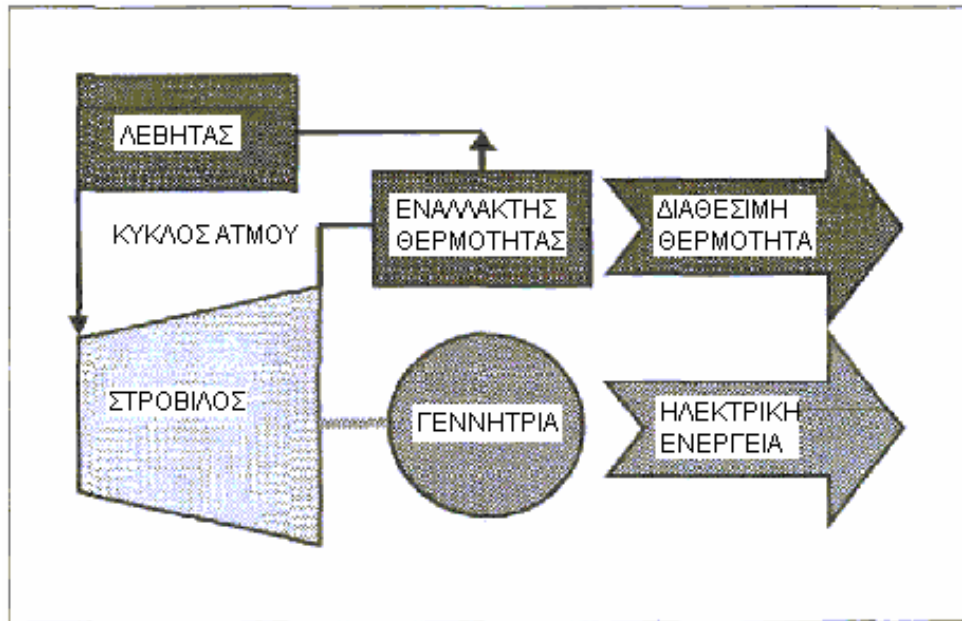 ΛΕΒΗΤΑΣ
ΚΥΚΛΟΣ ΑΤΜΟΥ
ΕΝΑΛΛΑΚΤΗΣ
ΘΕΡΜΟΤΗΤΑΣ
ΔΙΑΘΕΣΙΜΗ
ΘΕΡΜΟΤΗΤΑ
ΣΤΡΟΒΙΛΟΣ
ΓΕΝΝΗΤΡΙΑ
ΗΛΕΚΤΡΙΚΗ
ΕΝΕΡΓΕΙΑ